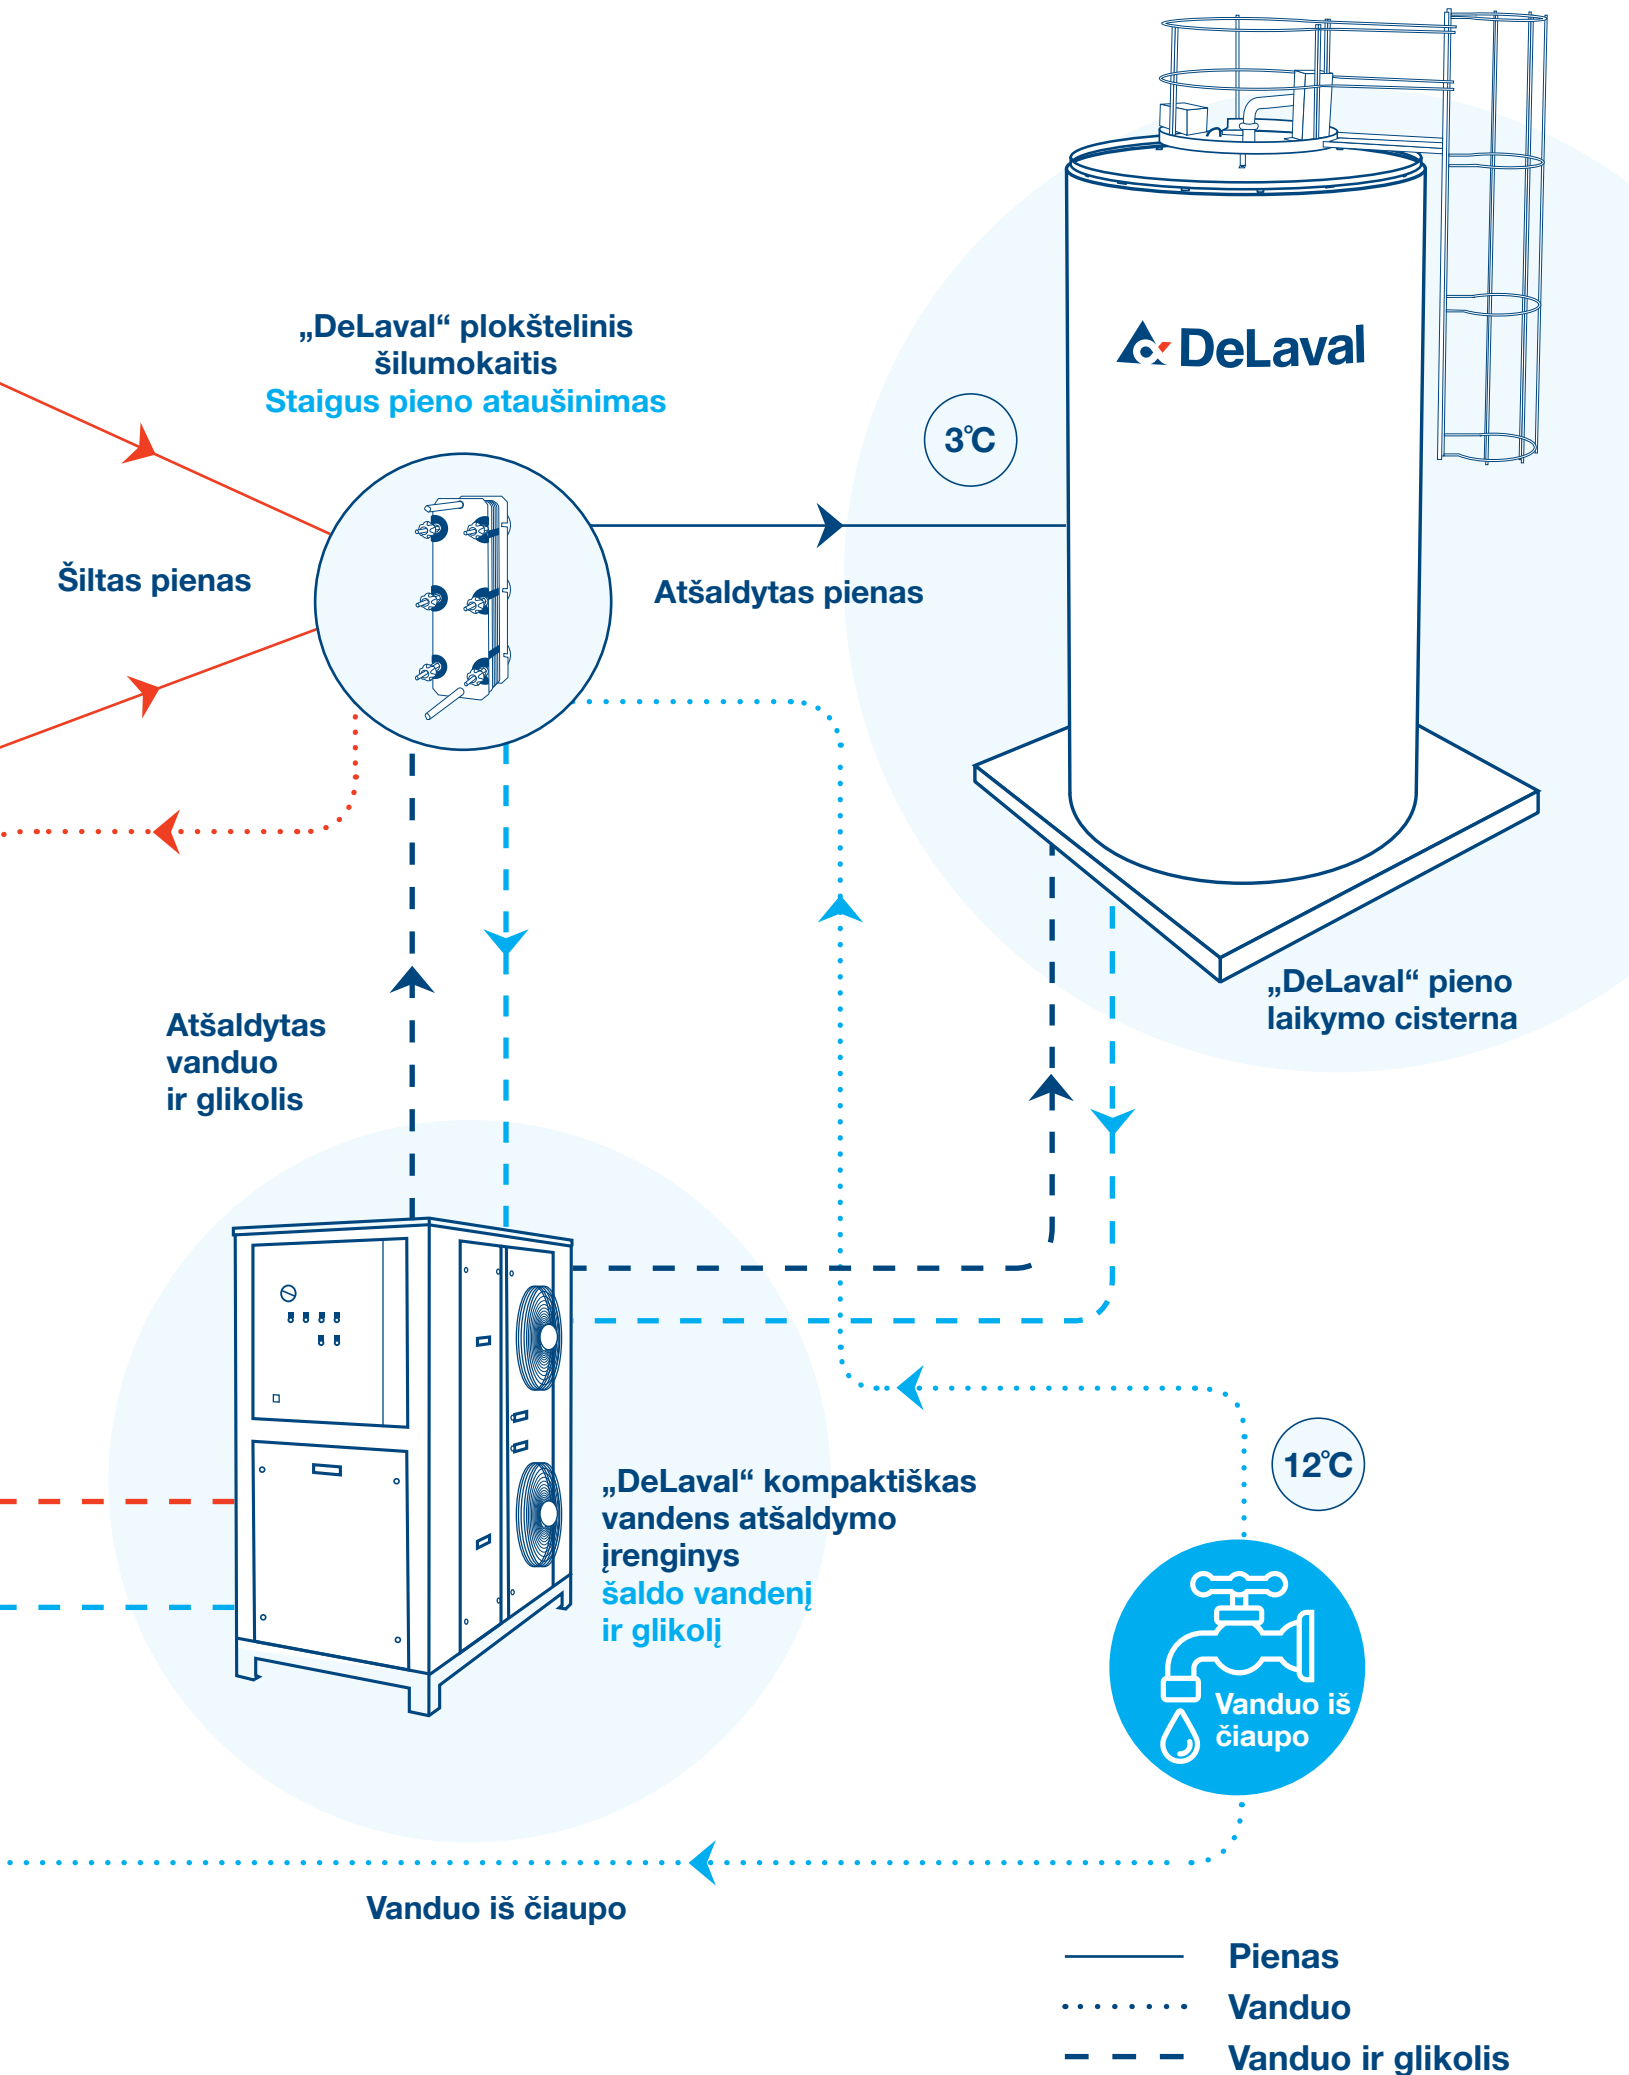 „DeLaval“ plokštelinis
šilumokaitis
Staigus pieno ataušinimas
DeLaval
3°C
Šiltas pienas
Atšaldytas pienas
„DeLaval“ pieno
laikymo cisterna
Atšaldytas
vanduo
ir glikolis
12°C
„DeLaval“ kompaktiškas
vandens atšaldymo
įrenginys
šaldo vandenį
ir glikolį
Vanduo iš
čiaupo
Vanduo iš čiaupo
Pienas
Vanduo
Vanduo ir glikolis